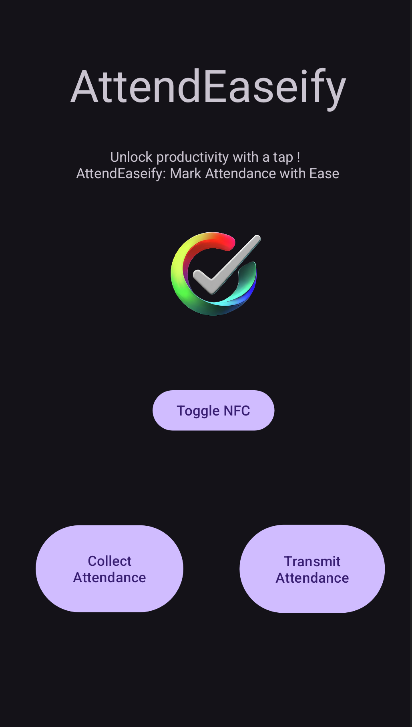 AttendEaseify
Unlock productivity with a tap !
AttendEaseify: Mark Attendance with Ease
Toggle NFC
Collect
Attendance
Transmit
Attendance